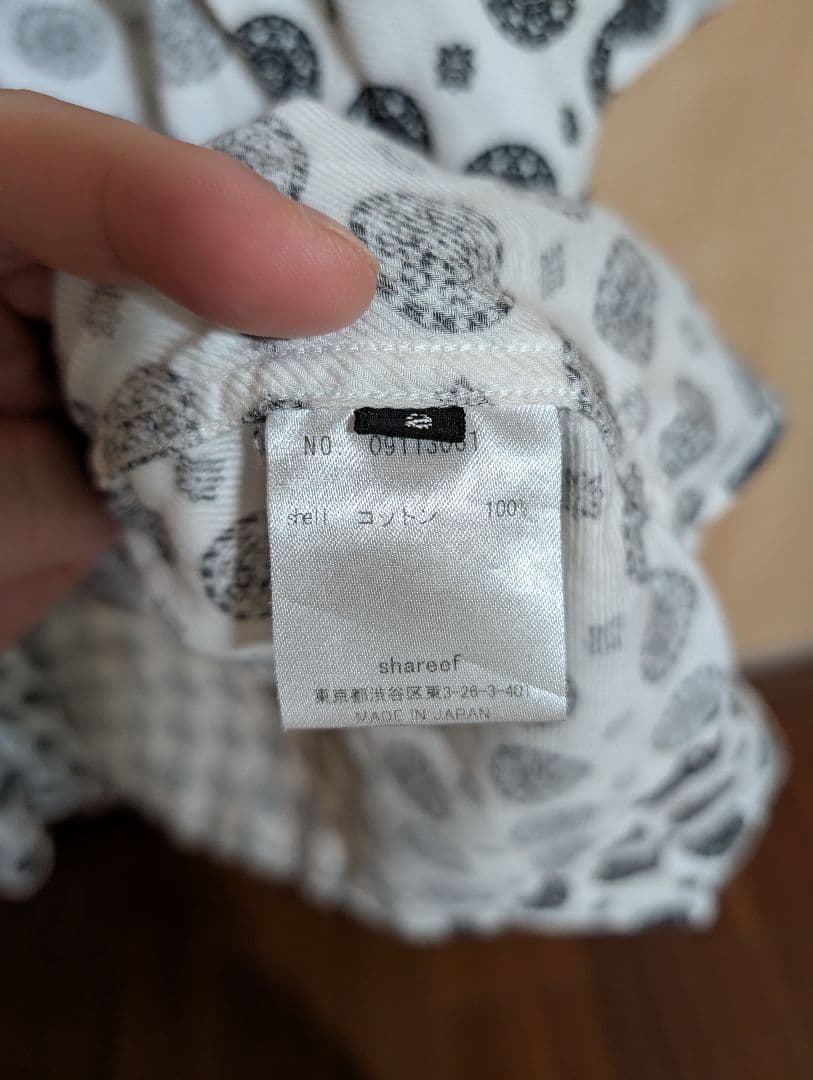 2
NO. 09113001
shell コットン 100%
shareef
東京都渋谷区東3-26-3-401
MADE IN JAPAN